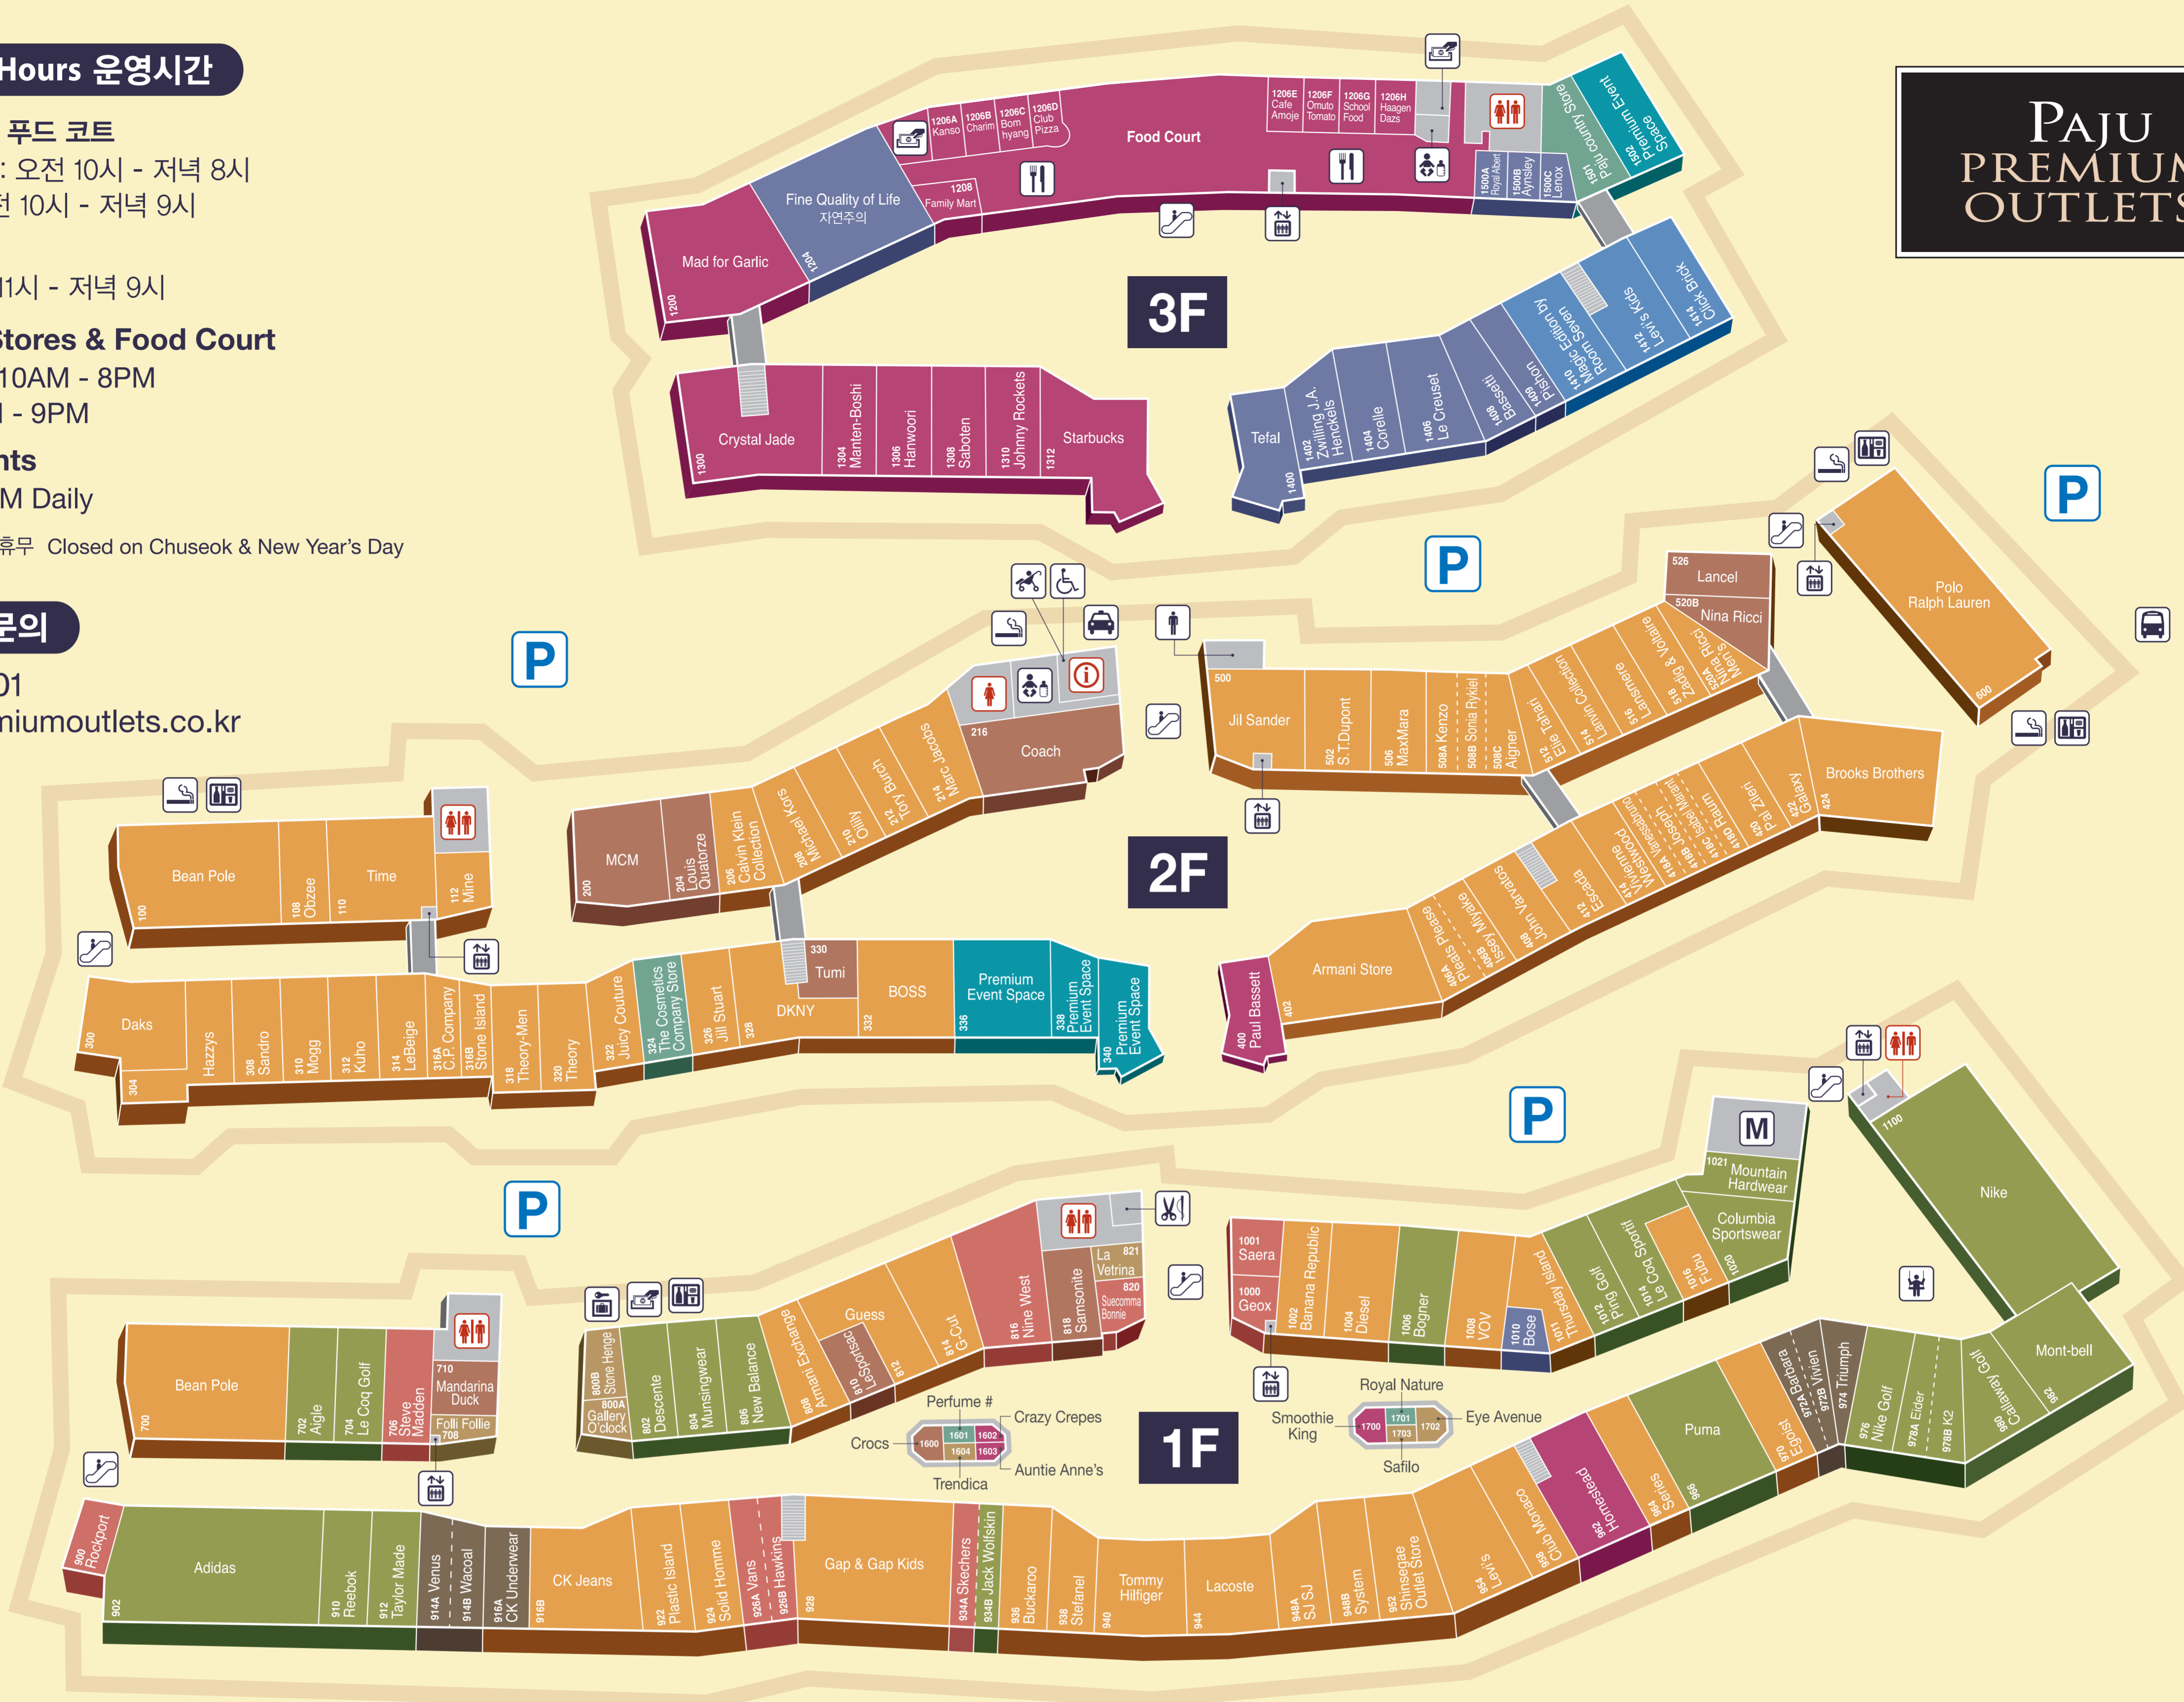 Hours 운영시간
푸드 코트
: 오전 10시 - 저녁 8시
전 10시 - 저녁 9시
11시 - 저녁 9시
Stores & Food Court
10AM - 8PM
- 9PM
nts
M Daily
휴무 Closed on Chuseok & New Year's Day
문의
01
miumoutlets.co.kr
PAJU
PREMIUM
OUTLETS
3F
1200
Mad for Garlic
1204
Fine Quality of Life
자연주의
1206A
Kanso
1206B
Charim
1206C
Bom
hyang
1206D
Club
Pizza
1208
Family Mart
Food Court
1206E
Cafe
Amoje
1206F
Omuto
Tomato
1206G
School
Food
1206H
Haagen
Dazs
1500A
Royal Albert
1500B
Aynsley
1500C
Lenox
1501
Paju country Store
1502
Premium Event
Space
1300
Crystal Jade
1304
Manten-Boshi
1306
Hanwoori
1308
Saboten
1310
Johnny Rockets
1312
Starbucks
1400
Tefal
1402
Zwilling J.A.
Henckels
1404
Corelle
1406
Le Creuset
1408
Bassetti
1409
Pishon
1410
Magic Edition by
Room Seven
1412
Levi's Kids
1414
Click Brick
P
P
P
P
P
2F
100
Bean Pole
108
Obzee
110
Time
112
Mine
200
MCM
204
Louis
Quatorze
206
Calvin Klein
Collection
208
Michael Kors
210
Oilily
212
Tory Burch
214
Marc Jacobs
216
Coach
i
300
Daks
304
Hazzys
308
Sandro
310
Mogg
312
Kuho
314
LeBeige
316A
C.P. Company
316B
Stone Island
318
Theory-Men
320
Theory
322
Juicy Couture
324
The Cosmetics
Company Store
326
Jill Stuart
328
DKNY
330
Tumi
332
BOSS
336
Premium
Event Space
338
Premium
Event Space
340
Premium
Event Space
500
Jil Sander
502
S.T.Dupont
506
MaxMara
508A Kenzo
508B Sonia Rykiel
508C
Aigner
512
Elie Tahari
514
Lanvin Collection
516
Lansmere
518
Zadig & Voltaire
520A
Nina Ricci
Men's
520B
Nina Ricci
526
Lancel
600
Polo
Ralph Lauren
400
Paul Bassett
402
Armani Store
406A
Pleats Please
406B
Issey Miyake
408
John Varvatos
412
Escada
414
Vivienne
Westwood
418A Vanessabruno
418B Joseph
418C Isabel Marant
418D Raum
420
Pal Zileri
422
Galaxy
424
Brooks Brothers
1F
700
Bean Pole
702
Aigle
704
Le Coq Golf
706
Steve
Madden
710
Mandarina
Duck
Folli Follie
708
800B
Stone Henge
800A
Gallery
O'clock
802
Descente
804
Munsingwear
806
New Balance
808
Armani Exchange
810
LeSportsac
812
Guess
814
G-Cut
816
Nine West
818
Samsonite
821
La
Vetrina
820
Suecomma
Bonnie
Perfume #
Crazy Crepes
Crocs
1600
1601
1602
1604
1603
Auntie Anne's
Trendica
Royal Nature
Smoothie
King
1700
1701
1702
1703
Eye Avenue
Safilo
900
Rockport
902
Adidas
910
Reebok
912
Taylor Made
914A Venus
914B Wacoal
916A
CK Underwear
916B
CK Jeans
922
Plastic Island
924
Solid Homme
926A Vans
926B Hawkins
928
Gap & Gap Kids
934A Skechers
934B Jack Wolfskin
936
Buckaroo
938
Stefanel
940
Tommy
Hilfiger
944
Lacoste
948A
SJ SJ
948B
System
952
Shinsegae
Outlet Store
954
Levi's
958
Club Monaco
962
Homestead
964
Series
966
Puma
970
Egoist
972A Barbara
972B Vivien
974 Triumph
976
Nike Golf
978A Eider
978B K2
980
Callaway Golf
982
Mont-bell
1001
Saera
1000
Geox
1002
Banana Republic
1004
Diesel
1006
Bogner
1008
VOV
1010
Bose
1011
Thursday Island
1012
Ping Golf
1014
Le Coq Sportif
1016
Fubu
1020
Columbia
Sportswear
1021
Mountain
Hardwear
M
1100
Nike